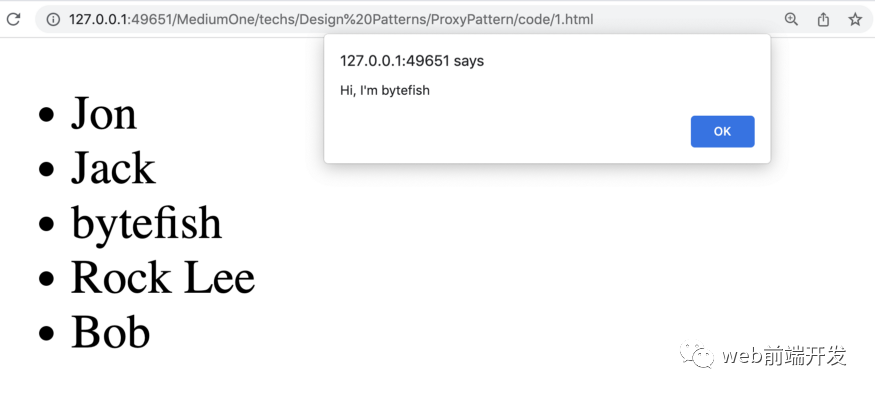 127.0.0.1:49651/MediumOne/techs/Design%20Patterns/ProxyPattern/code/1.html
127.0.0.1:49651 says
Hi, I'm bytefish
OK
Jon
Jack
bytefish
Rock Lee
Bob
web前端开发